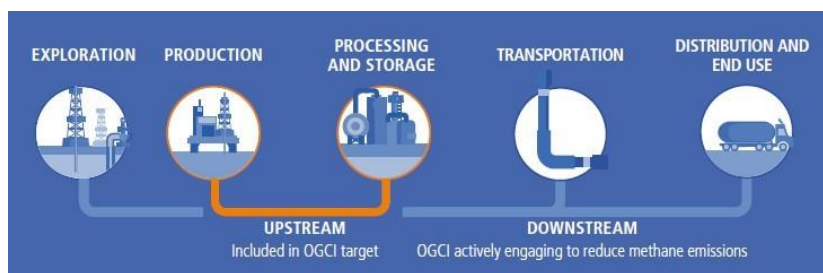 EXPLORATION
PRODUCTION
PROCESSING
AND STORAGE
TRANSPORTATION
DISTRIBUTION AND
END USE
UPSTREAM
Included in OGCI target
DOWNSTREAM
OGCI actively engaging to reduce methane emissions